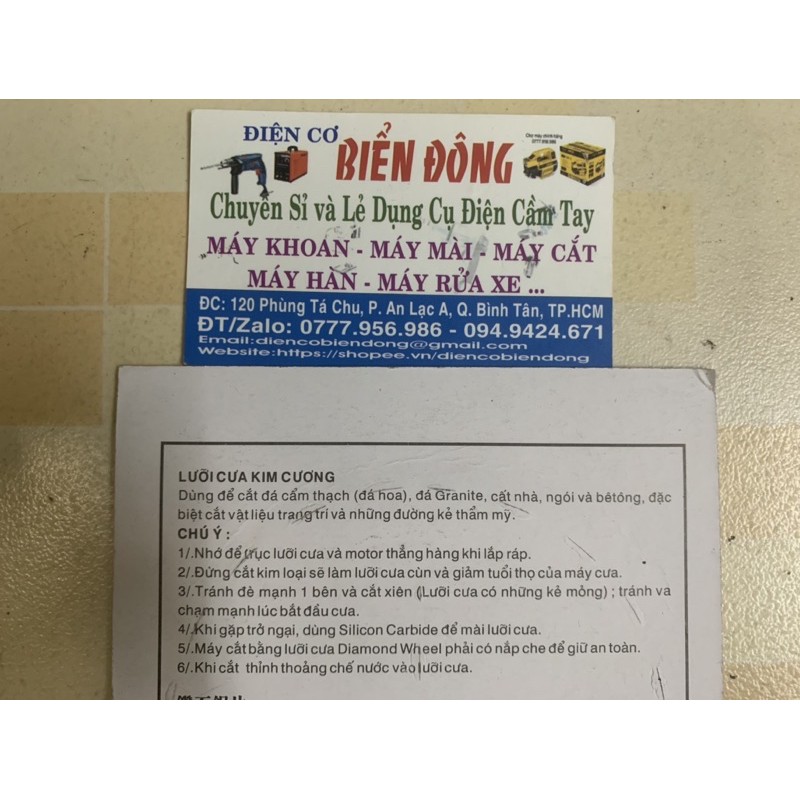 ĐIỆN CƠ
BIỂN ĐÔNG
0777.956.986
Chuyên Sỉ và Lẻ Dụng Cụ Điện Cầm Tay
MÁY KHOAN - MÁY MÀI - MÁY CẮT
MÁY HÀN - MÁY RỬA XE ...
ĐC: 120 Phùng Tá Chu, P. An Lạc A, Q. Bình Tân, TP.HCM
ĐT/Zalo: 0777.956.986 - 094.9424.671
Email:diencobiendong@gmail.com
Website:https://shopee.vn/diencobiendong
LƯỠI CƯA KIM CƯƠNG
Dùng để cắt đá cẩm thạch (đá hoa), đá Granite, cất nhà, ngói và bêtông, đặc
biệt cắt vật liệu trang trí và những đường kẻ thẩm mỹ.
CHÚ Ý :
1/.Nhớ để trục lưỡi cưa và motor thẳng hàng khi lắp ráp.
2/.Đừng cắt kim loại sẽ làm lưỡi cưa cùn và giảm tuổi thọ của máy cưa.
3/.Tránh đè mạnh 1 bên và cắt xiên (Lưỡi cưa có những kẻ mỏng) ; tránh va
chạm mạnh lúc bắt đầu cưa.
4/.Khi gặp trở ngại, dùng Silicon Carbide để mài lưỡi cưa.
5/.Máy cắt bằng lưỡi cưa Diamond Wheel phải có nắp che để giữ an toàn.
6/.Khi cắt thỉnh thoảng chế nước vào lưỡi cưa.